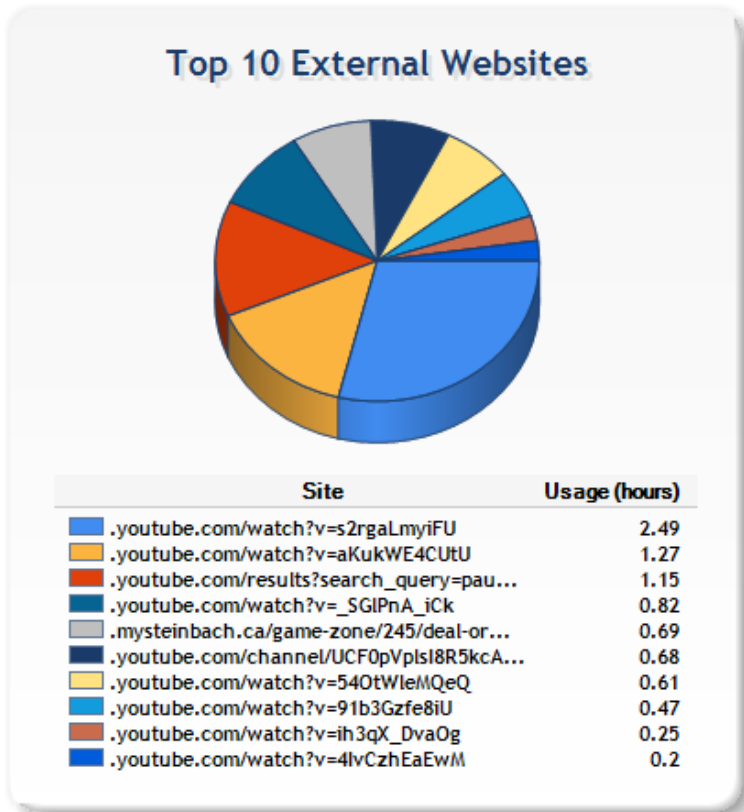 Top 10 External Websites
Site Usage (hours)
.youtube.com/watch?v=s2rgaLmyiFU 2.49
.youtube.com/watch?v=aKukWE4CUtU 1.27
.youtube.com/results?search_query=pau... 1.15
.youtube.com/watch?v=_SGlPnA_iCk 0.82
.mysteinbach.ca/game-zone/245/deal-or... 0.69
.youtube.com/channel/UCF0pVplsI8R5kcA... 0.68
.youtube.com/watch?v=54OtWleMQeQ 0.61
.youtube.com/watch?v=91b3Gzfe8iU 0.47
.youtube.com/watch?v=ih3qX_DvaOg 0.25
.youtube.com/watch?v=4lvCzhEaEwM 0.2